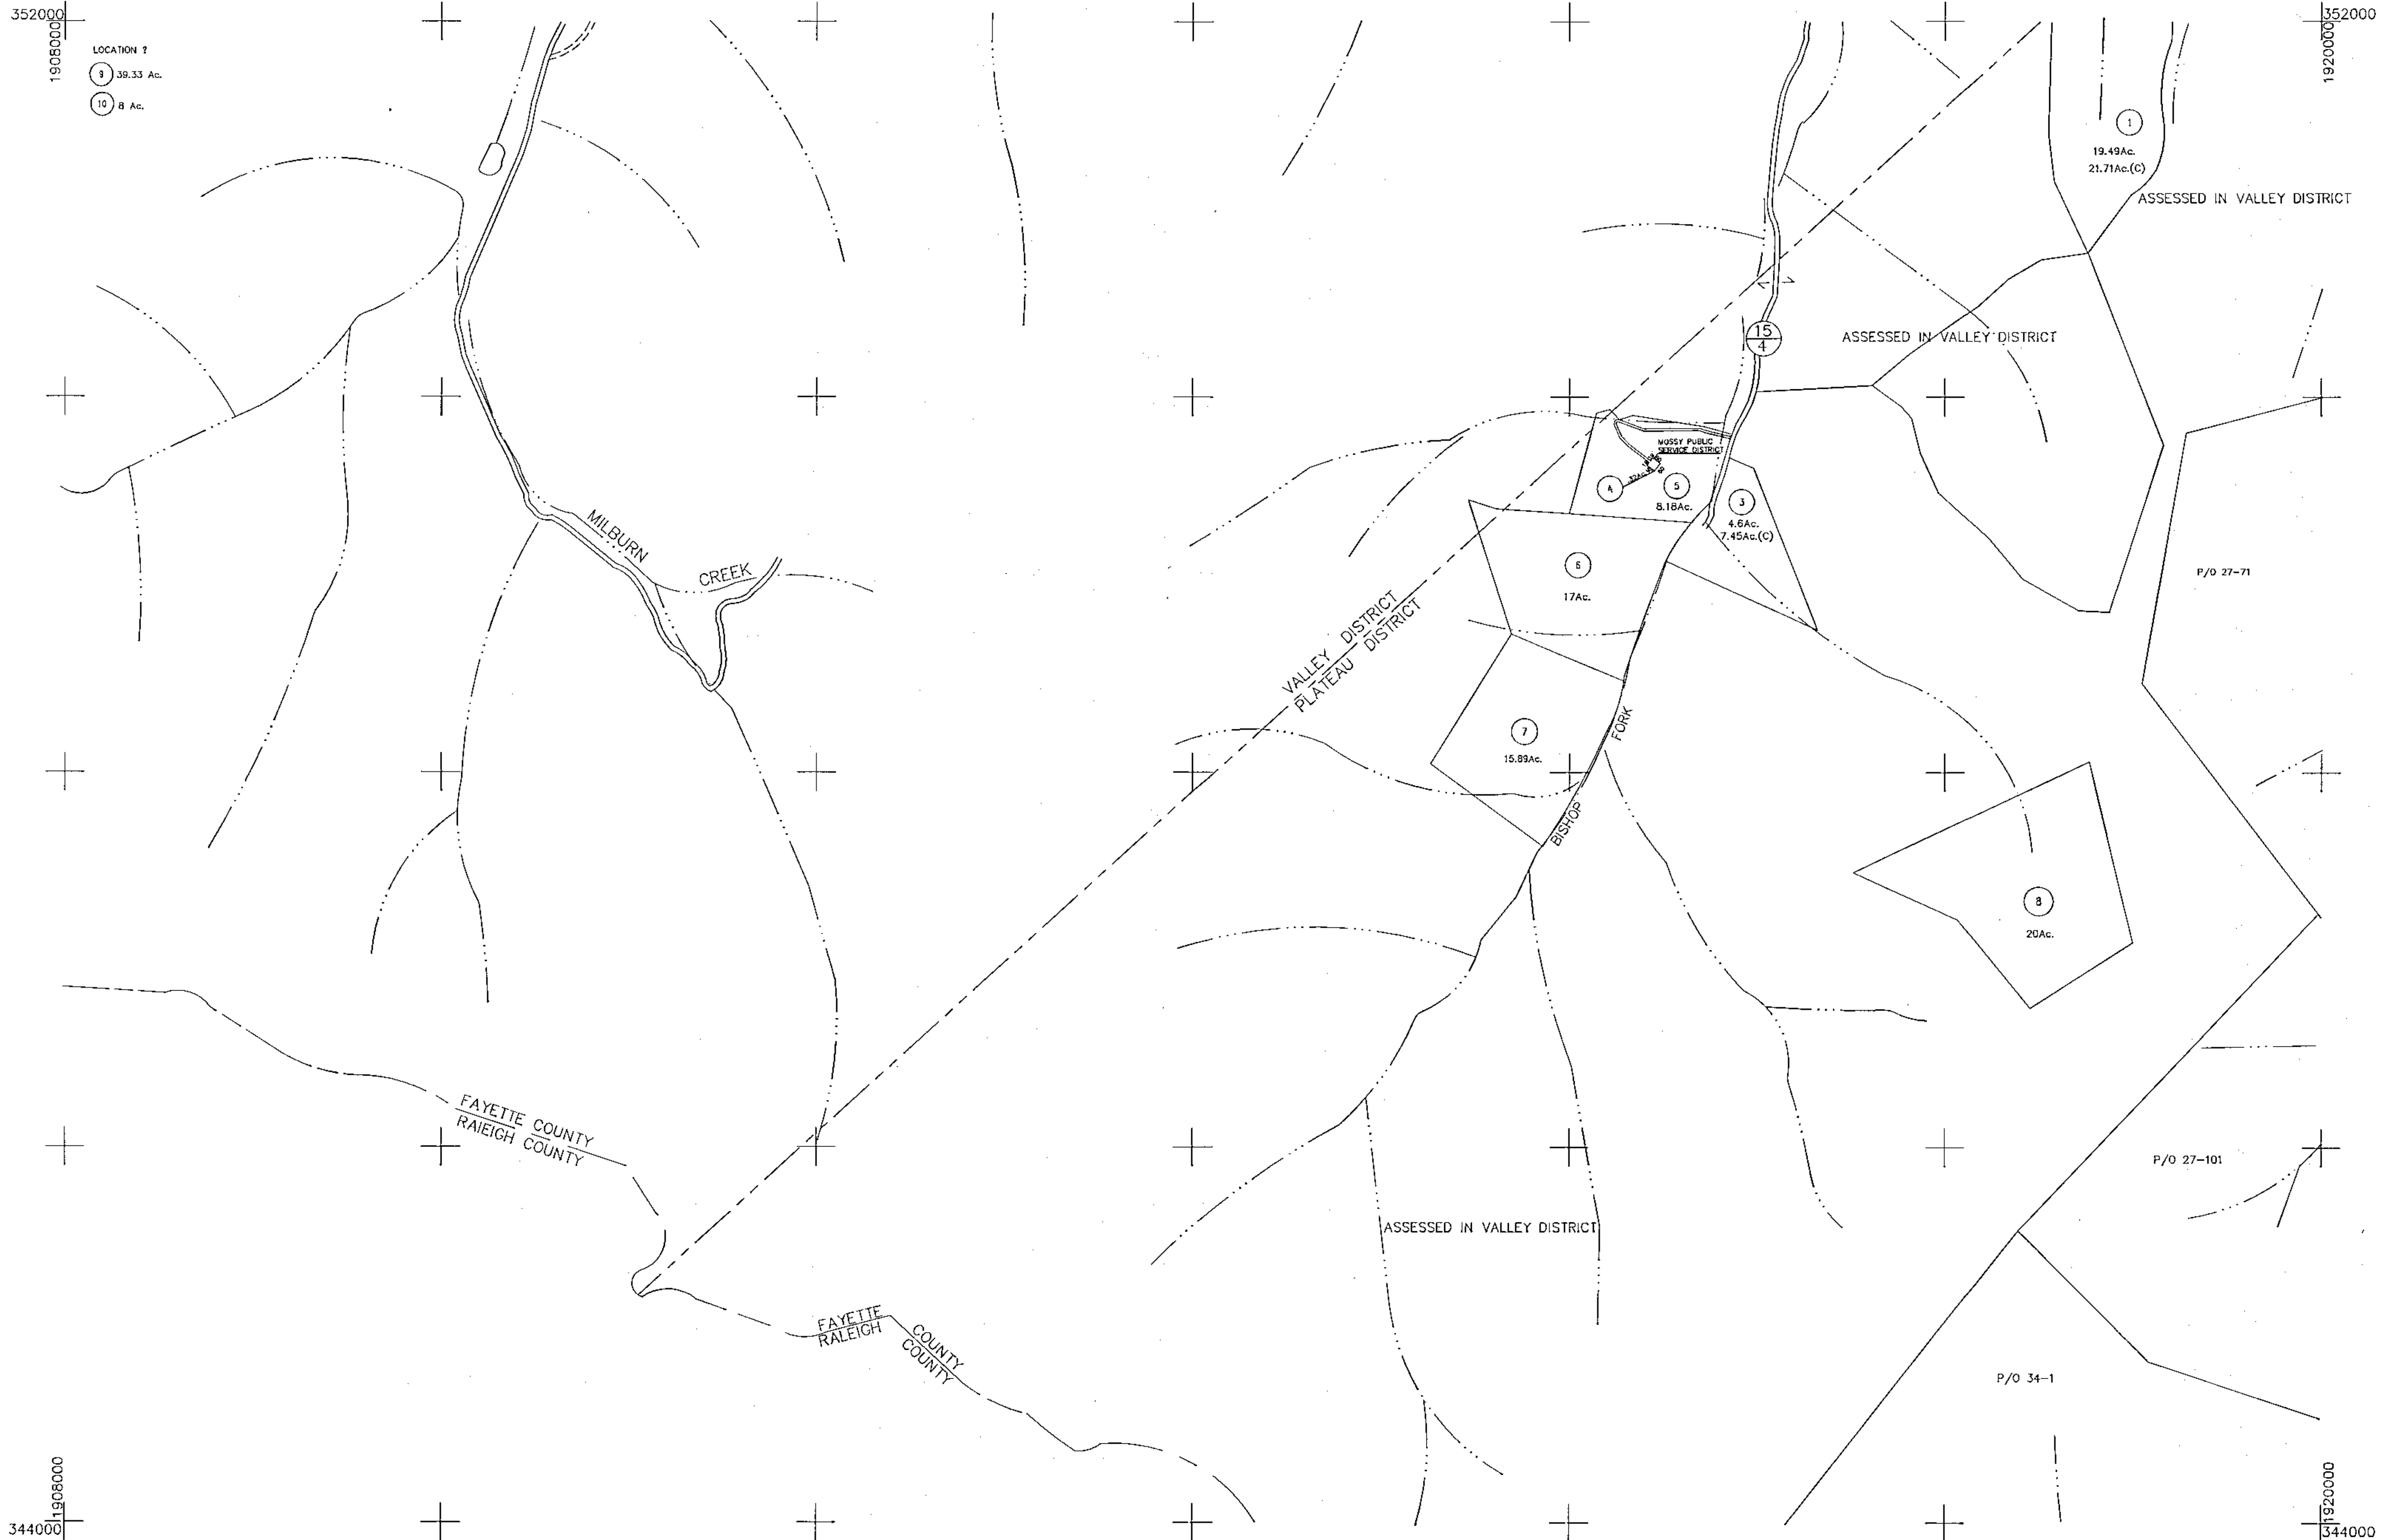 352000
352000
1908000
1920000
LOCATION ?
9 39.33 Ac.
10 8 Ac.
1
19.49Ac.
21.71Ac.(C)
ASSESSED IN VALLEY DISTRICT
15
4
ASSESSED IN VALLEY DISTRICT
MOSSY PUBLIC
SERVICE DISTRICT
4
.32Ac.
5
8.18Ac.
3
4.6Ac.
7.45Ac.(C)
MILBURN CREEK
6
17Ac.
P/O 27-71
VALLEY DISTRICT
PLATEAU DISTRICT
7
15.89Ac.
BISHOP FORK
8
20Ac.
FAYETTE COUNTY
RAIEIGH COUNTY
P/O 27-101
ASSESSED IN VALLEY DISTRICT
FAYETTE COUNTY
RALEIGH COUNTY
P/O 34-1
1908000
1920000
344000
344000